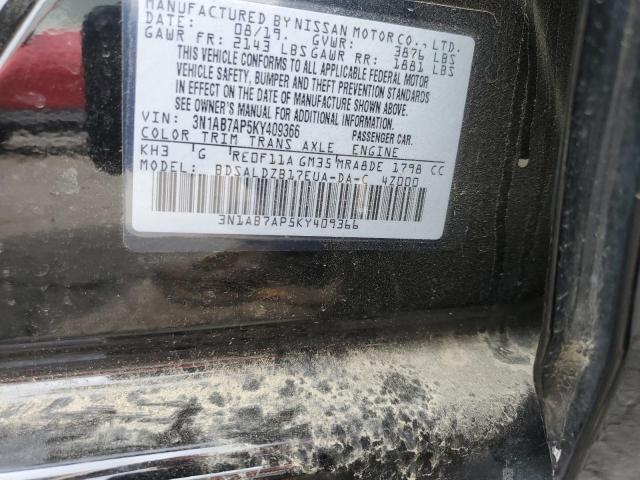 MANUFACTURED BY NISSAN MOTOR CO., LTD.
DATE: 08/19. GVWR: 3876 LBS
GAWR FR: 2143 LBS GAWR RR: 1881 LBS
THIS VEHICLE CONFORMS TO ALL APPLICABLE FEDERAL MOTOR
VEHICLE SAFETY, BUMPER AND THEFT PREVENTION STANDARDS
IN EFFECT ON THE DATE OF MANUFACTURE SHOWN ABOVE.
SEE OWNER'S MANUAL FOR ADDITIONAL INFORMATION.
VIN: 3N1AB7AP5KY409366 PASSENGER CAR.
COLOR TRIM TRANS AXLE ENGINE
KH3 G RE0F11A GM35 MRA8DE 1798 CC
MODEL: BDSALDZB17EUA-DA-C 42000
3N1AB7AP5KY409366